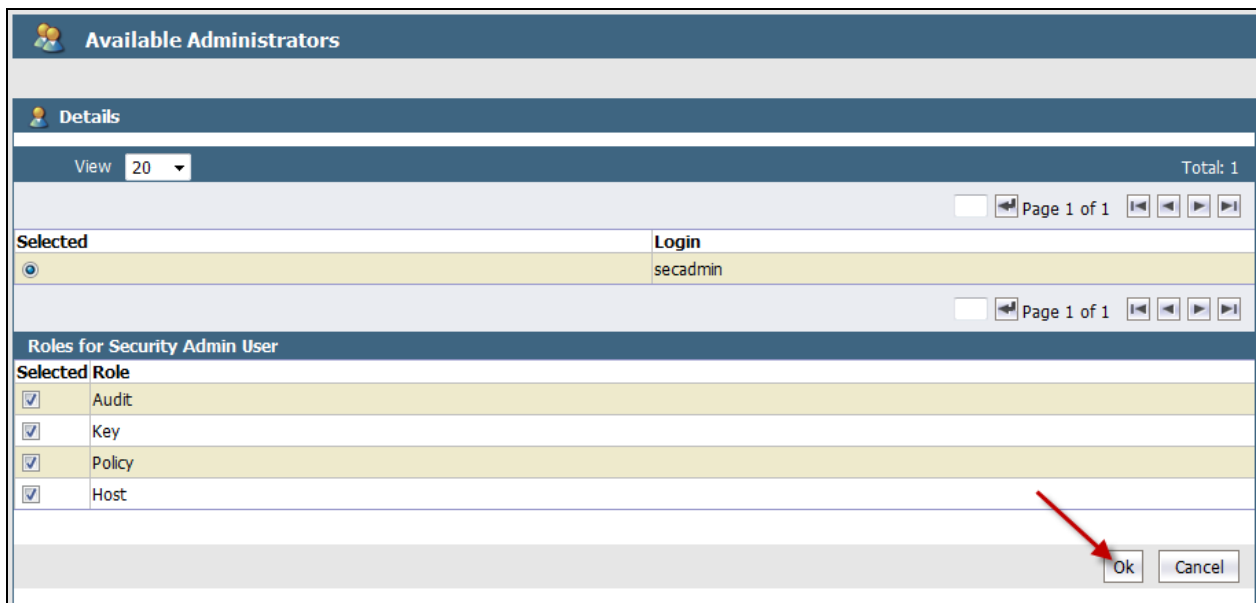 Available Administrators
Details
View 20 Total: 1
Page 1 of 1
Selected Login
secadmin
Page 1 of 1
Roles for Security Admin User
Selected Role
Audit
Key
Policy
Host
Ok Cancel